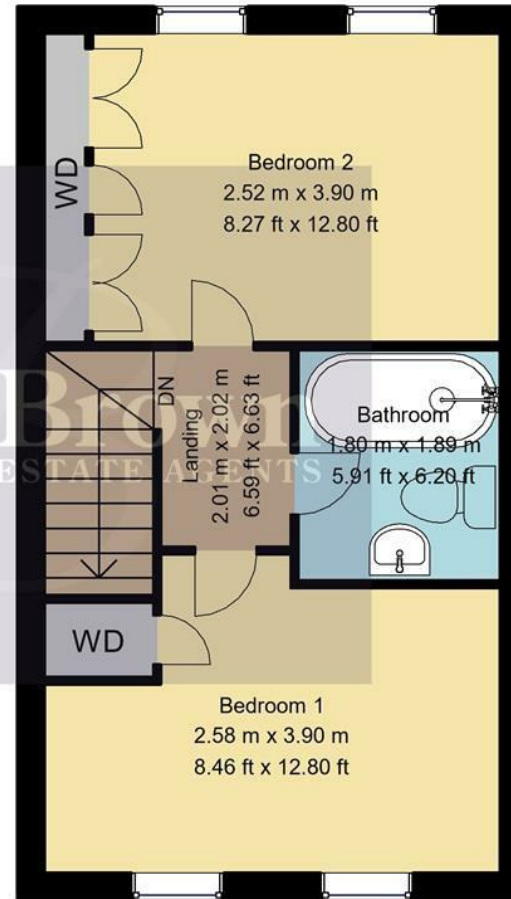 Bedroom 2
2.52 m x 3.90 m
8.27 ft x 12.80 ft
WD
DN
Landing
2.01 m x 2.02 m
6.59 ft x 6.63 ft
Bathroom
1.80 m x 1.89 m
5.91 ft x 6.20 ft
Brown
ESTATE AGENTS
WD
Bedroom 1
2.58 m x 3.90 m
8.46 ft x 12.80 ft